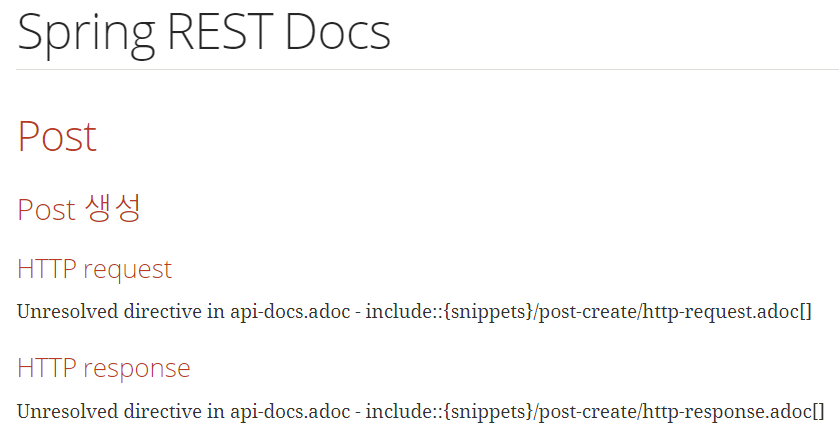 Spring REST Docs
Post
Post 생성
HTTP request
Unresolved directive in api-docs.adoc - include::{snippets}/post-create/http-request.adoc[]
HTTP response
Unresolved directive in api-docs.adoc - include::{snippets}/post-create/http-response.adoc[]